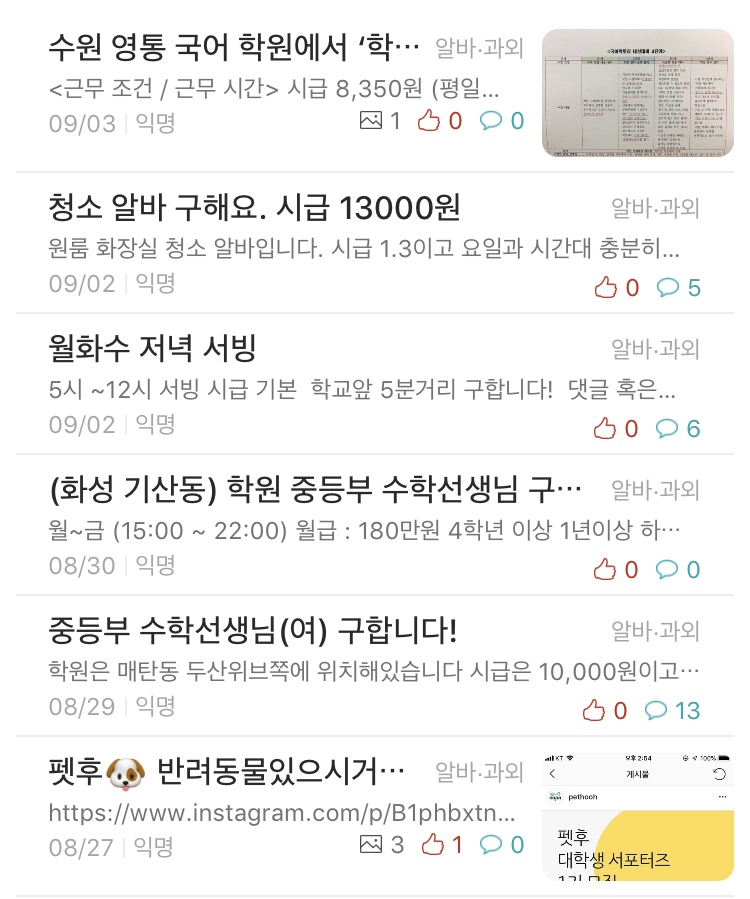 수원 영통 국어 학원에서 ‘학… 알바·과외
<근무 조건 / 근무 시간> 시급 8,350원 (평일...
09/03 익명 1 0 0
청소 알바 구해요. 시급 13000원 알바·과외
원룸 화장실 청소 알바입니다. 시급 1.3이고 요일과 시간대 충분히...
09/02 익명 0 5
월화수 저녁 서빙 알바·과외
5시 ~12시 서빙 시급 기본 학교앞 5분거리 구합니다! 댓글 혹은...
09/02 익명 0 6
(화성 기산동) 학원 중등부 수학선생님 구… 알바·과외
월~금 (15:00 ~ 22:00) 월급 : 180만원 4학년 이상 1년이상 하…
08/30 익명 0 0
중등부 수학선생님(여) 구합니다! 알바·과외
학원은 매탄동 두산위브쪽에 위치해있습니다 시급은 10,000원이고…
08/29 익명 0 13
펫후🐶 반려동물있으시거… 알바·과외
https://www.instagram.com/p/B1phbxtn...
08/27 익명 3 1 0
KT 오후 2:54 100%
게시물
pethooh
펫후
대학생 서포터즈
1기 모집